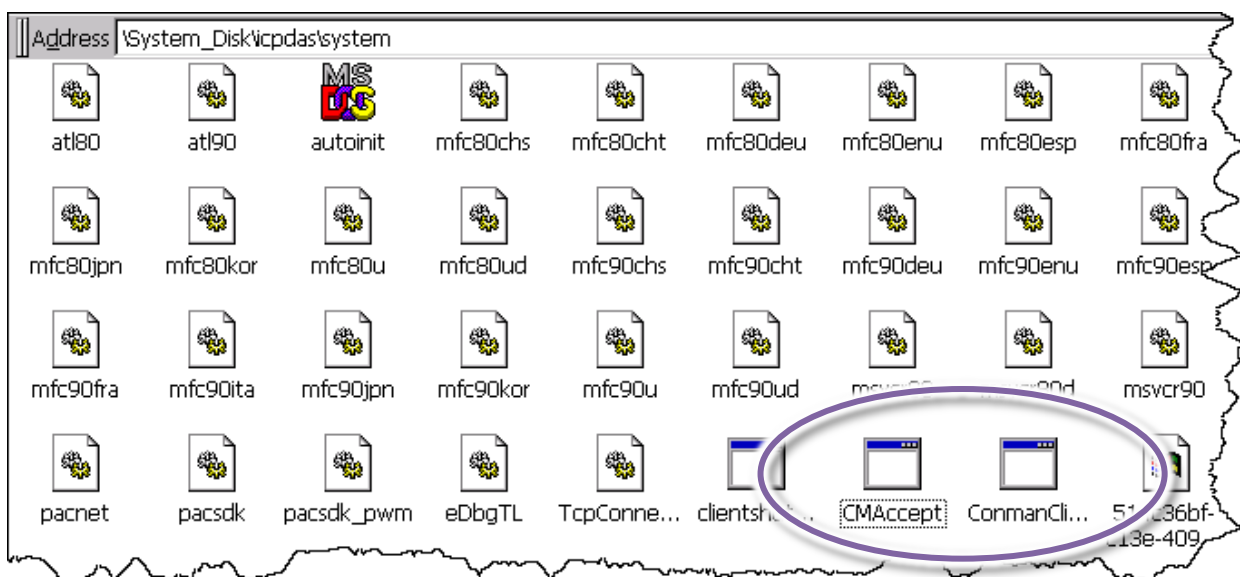 Address \System_Disk\icpdas\system
MS
DSG
atl80 atl90 autoinit mfc80chs mfc80cht mfc80deu mfc80enu mfc80esp mfc80fra
mfc80jpn mfc80kor mfc80u mfc80ud mfc90chs mfc90cht mfc90deu mfc90enu mfc90esp
mfc90fra mfc90ita mfc90jpn mfc90kor mfc90u mfc90ud msvcr90
pacnet pacsdk pacsdk_pwm eDbgTL TcpConne... CMAccept ConmanCli...